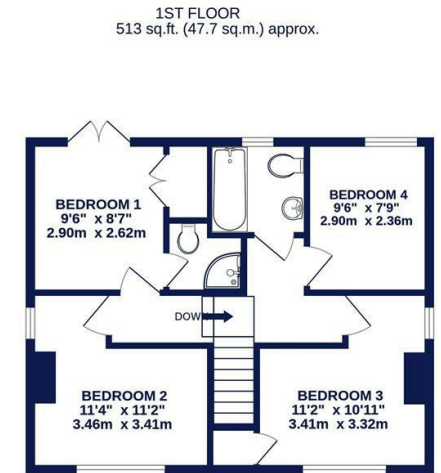 1ST FLOOR
513 sq.ft. (47.7 sq.m.) approx.
BEDROOM 1
9'6" x 8'7"
2.90m x 2.62m
BEDROOM 4
9'6" x 7'9"
2.90m x 2.36m
DOWN
BEDROOM 2
11'4" x 11'2"
3.46m x 3.41m
BEDROOM 3
11'2" x 10'11"
3.41m x 3.32m